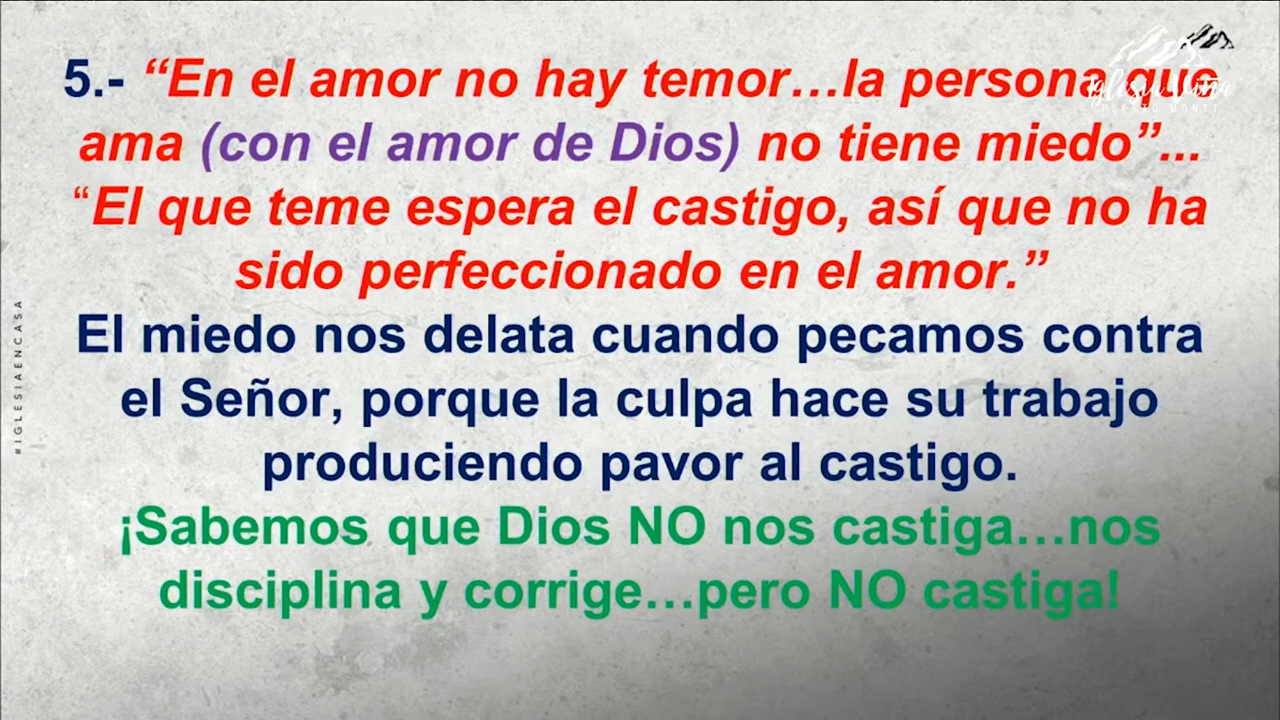 5.- “En el amor no hay temor…la persona que
ama (con el amor de Dios) no tiene miedo”...
“El que teme espera el castigo, así que no ha
sido perfeccionado en el amor.”
El miedo nos delata cuando pecamos contra
el Señor, porque la culpa hace su trabajo
produciendo pavor al castigo.
¡Sabemos que Dios NO nos castiga…nos
disciplina y corrige…pero NO castiga!
#IGLESIAENCASA
Iglesia Viña